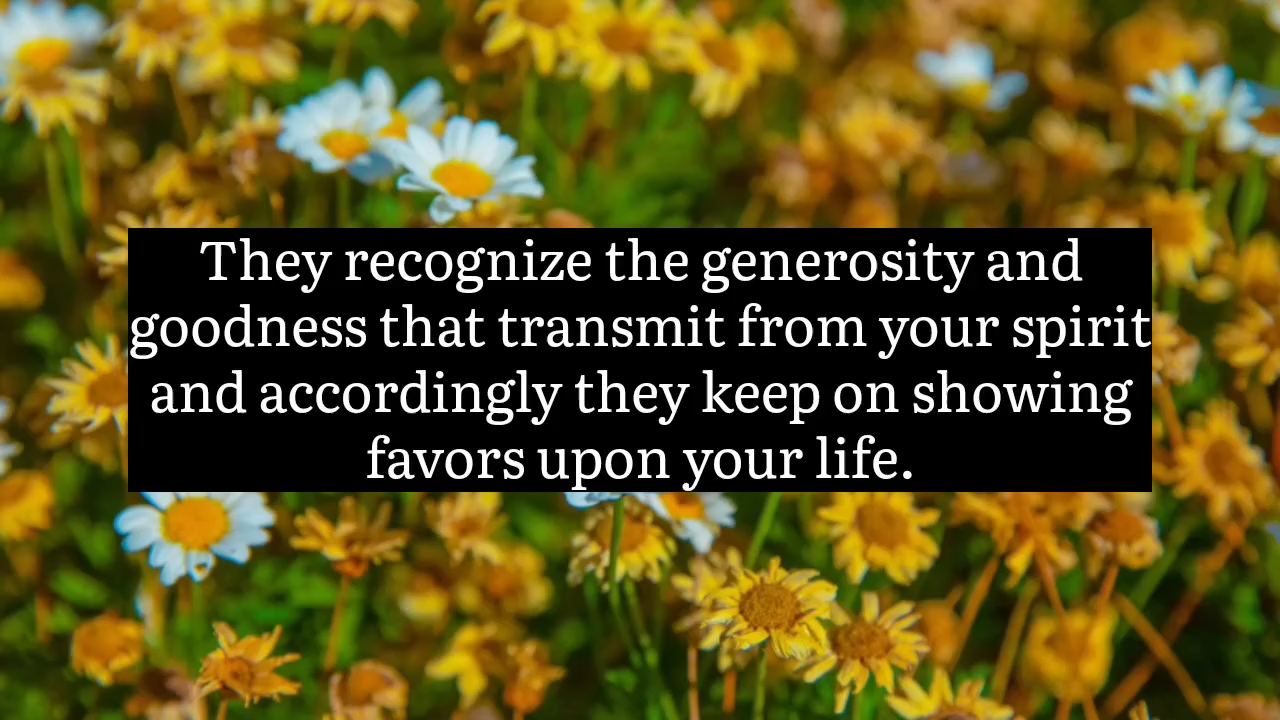 They recognize the generosity and
goodness that transmit from your spirit
and accordingly they keep on showing
favors upon your life.